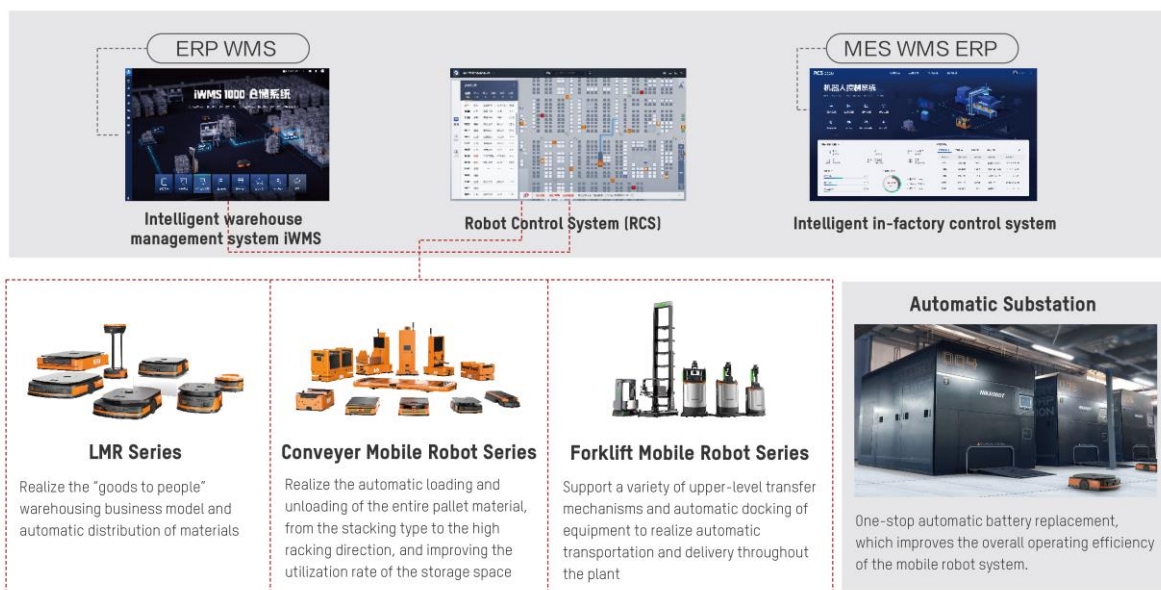 ERP WMS
MES WMS ERP
iWMS 1000 仓储系统
机器人控制系统
Intelligent warehouse
management system iWMS
Robot Control System (RCS)
Intelligent in-factory control system
LMR Series
Realize the "goods to people"
warehousing business model and
automatic distribution of materials
Conveyer Mobile Robot Series
Realize the automatic loading and
unloading of the entire pallet material,
from the stacking type to the high
racking direction, and improving the
utilization rate of the storage space
Forklift Mobile Robot Series
Support a variety of upper-level transfer
mechanisms and automatic docking of
equipment to realize automatic
transportation and delivery throughout
the plant
Automatic Substation
HIKROBOT
One-stop automatic battery replacement,
which improves the overall operating efficiency
of the mobile robot system.